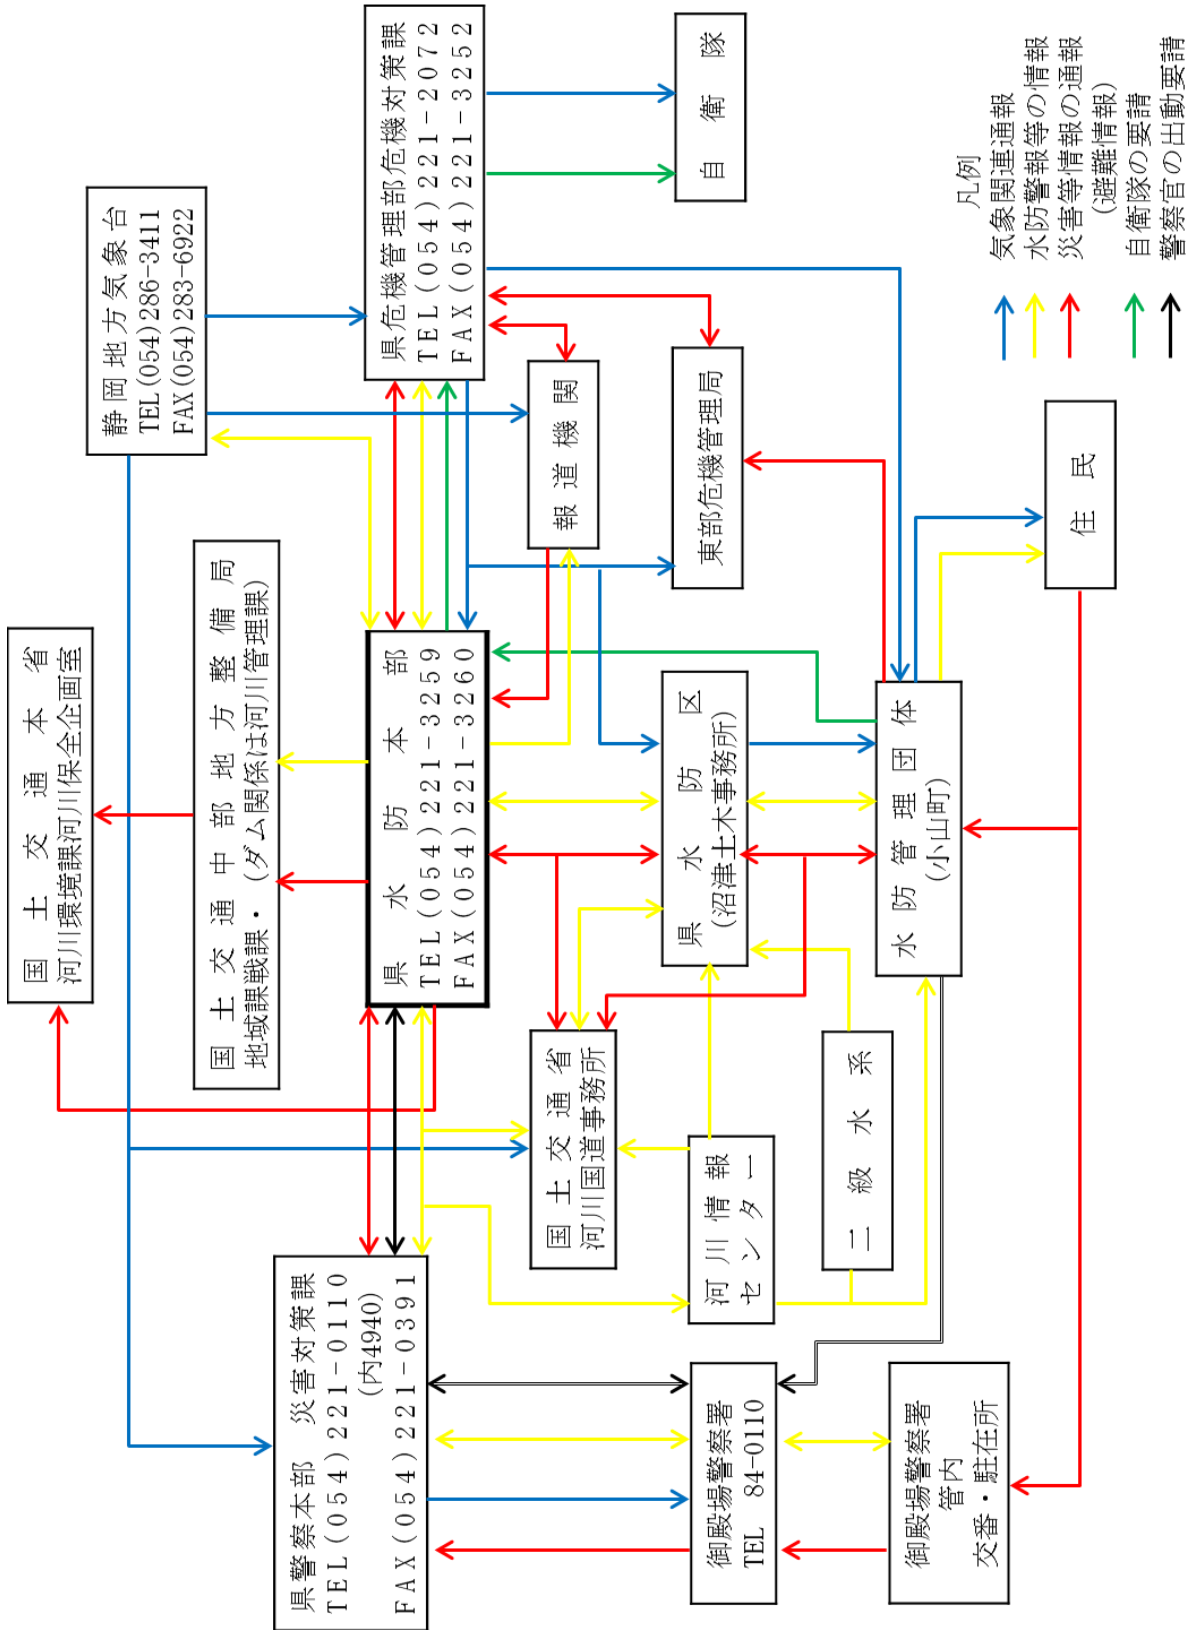 国土交通本省
河川環境課河川保全企画室
国土交通中部地方整備局
地域課戦課・(ダム関係は河川管理課)
静岡地方気象台
TEL(054)286-3411
FAX(054)283-6922
県警察本部　災害対策課
TEL(054)221-0110
(内4940)
FAX(054)221-0391
県水防本部
TEL(054)221-3259
FAX(054)221-3260
県危機管理部危機対策課
TEL(054)221-2072
FAX(054)221-3252
国土交通省
河川国道事務所
報道機関
河川情報
センター
県水防区
(沼津土木事務所)
東部危機管理局
自衛隊
御殿場警察署
TEL 84-0110
二級水系
水防管理団体
(小山町)
御殿場警察署
管内
交番・駐在所
住民
凡例
気象関連通報
水防警報等の情報
災害等情報の通報
(避難情報)
自衛隊の要請
警察官の出動要請